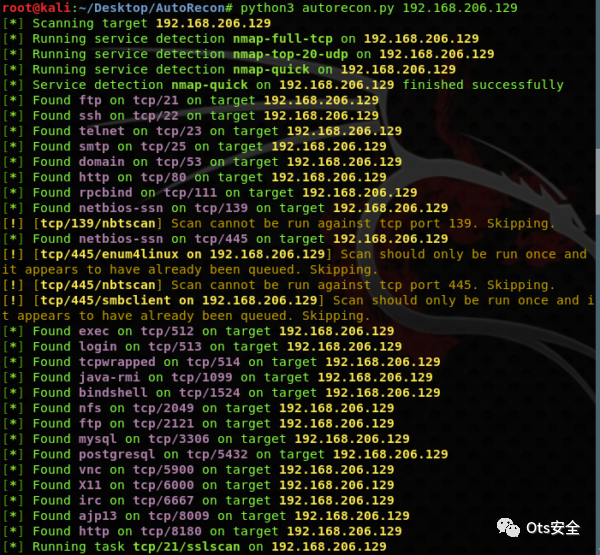 root@kali:~/Desktop/AutoRecon# python3 autorecon.py 192.168.206.129
[*] Scanning target 192.168.206.129
[*] Running service detection nmap-full-tcp on 192.168.206.129
[*] Running service detection nmap-top-20-udp on 192.168.206.129
[*] Running service detection nmap-quick on 192.168.206.129
[*] Service detection nmap-quick on 192.168.206.129 finished successfully
[*] Found ftp on tcp/21 on target 192.168.206.129
[*] Found ssh on tcp/22 on target 192.168.206.129
[*] Found telnet on tcp/23 on target 192.168.206.129
[*] Found smtp on tcp/25 on target 192.168.206.129
[*] Found domain on tcp/53 on target 192.168.206.129
[*] Found http on tcp/80 on target 192.168.206.129
[*] Found rpcbind on tcp/111 on target 192.168.206.129
[*] Found netbios-ssn on tcp/139 on target 192.168.206.129
[!] [tcp/139/nbtscan] Scan cannot be run against tcp port 139. Skipping.
[*] Found netbios-ssn on tcp/445 on target 192.168.206.129
[!] [tcp/445/enum4linux on 192.168.206.129] Scan should only be run once and
it appears to have already been queued. Skipping.
[!] [tcp/445/nbtscan] Scan cannot be run against tcp port 445. Skipping.
[!] [tcp/445/smbclient on 192.168.206.129] Scan should only be run once and i
t appears to have already been queued. Skipping.
[*] Found exec on tcp/512 on target 192.168.206.129
[*] Found login on tcp/513 on target 192.168.206.129
[*] Found tcpwrapped on tcp/514 on target 192.168.206.129
[*] Found java-rmi on tcp/1099 on target 192.168.206.129
[*] Found bindshell on tcp/1524 on target 192.168.206.129
[*] Found nfs on tcp/2049 on target 192.168.206.129
[*] Found ftp on tcp/2121 on target 192.168.206.129
[*] Found mysql on tcp/3306 on target 192.168.206.129
[*] Found postgresql on tcp/5432 on target 192.168.206.129
[*] Found vnc on tcp/5900 on target 192.168.206.129
[*] Found X11 on tcp/6000 on target 192.168.206.129
[*] Found irc on tcp/6667 on target 192.168.206.129
[*] Found ajp13 on tcp/8009 on target 192.168.206.129
[*] Found http on tcp/8180 on target 192.168.206.129
[*] Running task tcp/21/sslscan on 192.168.206.129
Ots安全